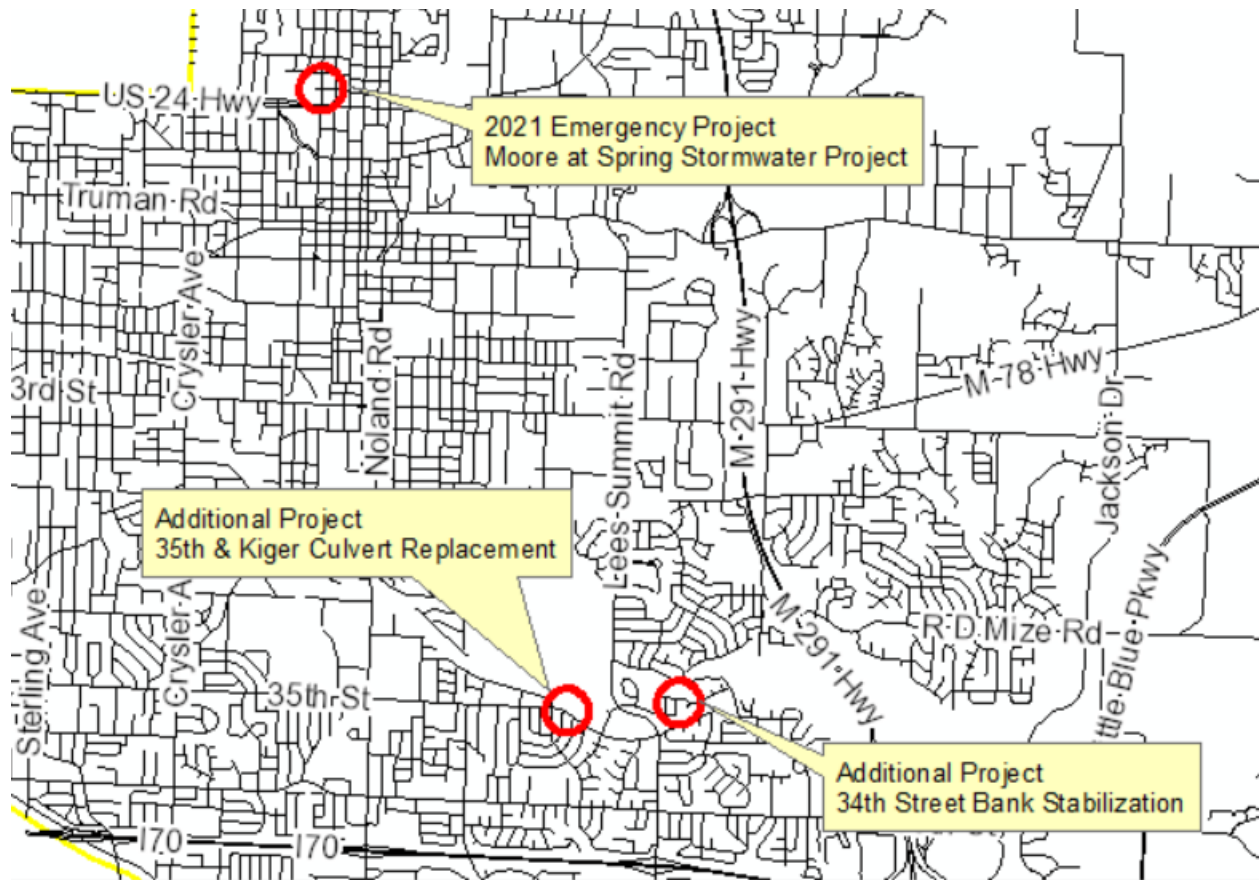 US 24 Hwy
2021 Emergency Project
Moore at Spring Stormwater Project
Truman Rd
Crysler Ave
Noland Rd
Lees Summit Rd
M-291 Hwy
M-78 Hwy
Jackson Dr
3rd St
Additional Project
35th & Kiger Culvert Replacement
Sterling Ave
Crysler A
35th St
M-291 Hwy
R D Mize Rd
ttle Blue Pkwy
Additional Project
34th Street Bank Stabilization
I70
I70